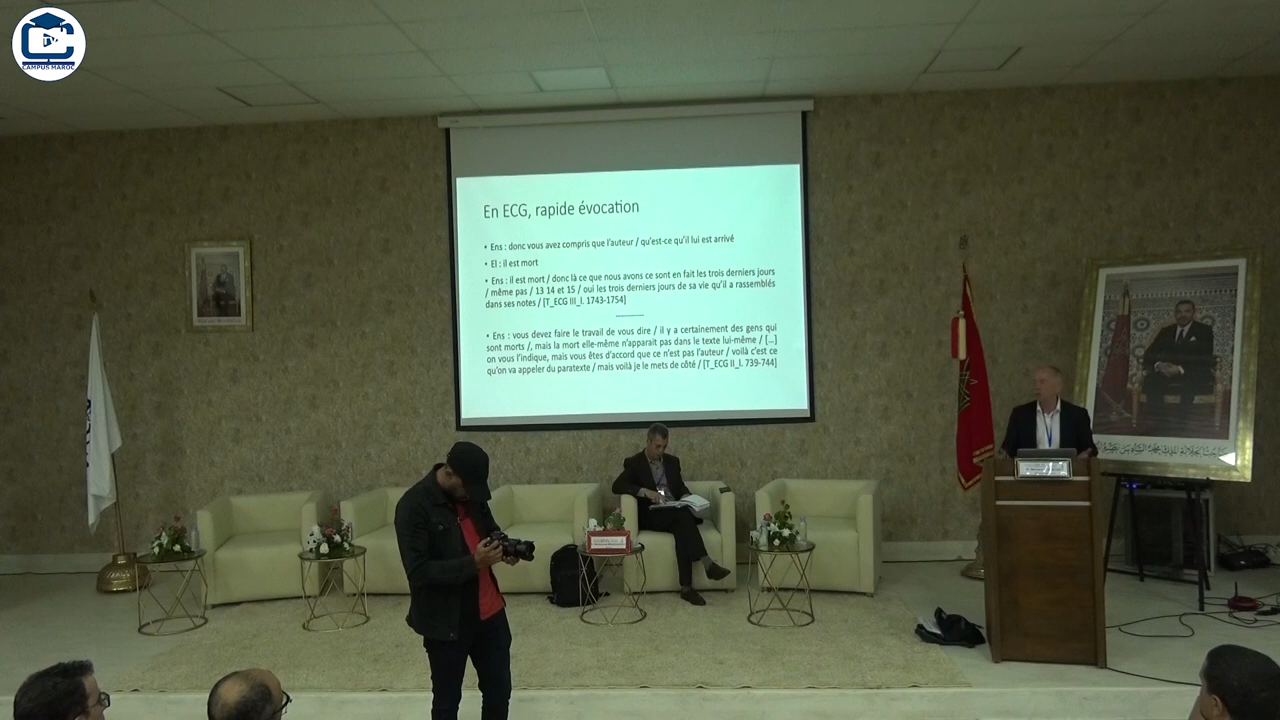 TV
CAMPUS MAROC
En ECG, rapide évocation
• Ens : donc vous avez compris que l'auteur / qu'est-ce qu'il lui est arrivé
• El : il est mort
• Ens : il est mort / donc là ce que nous avons ce sont en fait les trois derniers jours
/ même pas / 13 14 et 15 / oui les trois derniers jours de sa vie qu'il a rassemblés
dans ses notes / [T_ECG III_l. 1743-1754]
• Ens : vous devez faire le travail de vous dire / il y a certainement des gens qui
sont morts /, mais la mort elle-même n'apparait pas dans le texte lui-même / […]
on vous l'indique, mais vous êtes d'accord que ce n'est pas l'auteur / voilà c'est ce
qu'on va appeler du paratexte / mais voilà je le mets de côté / [T_ECG II_l. 739-744]